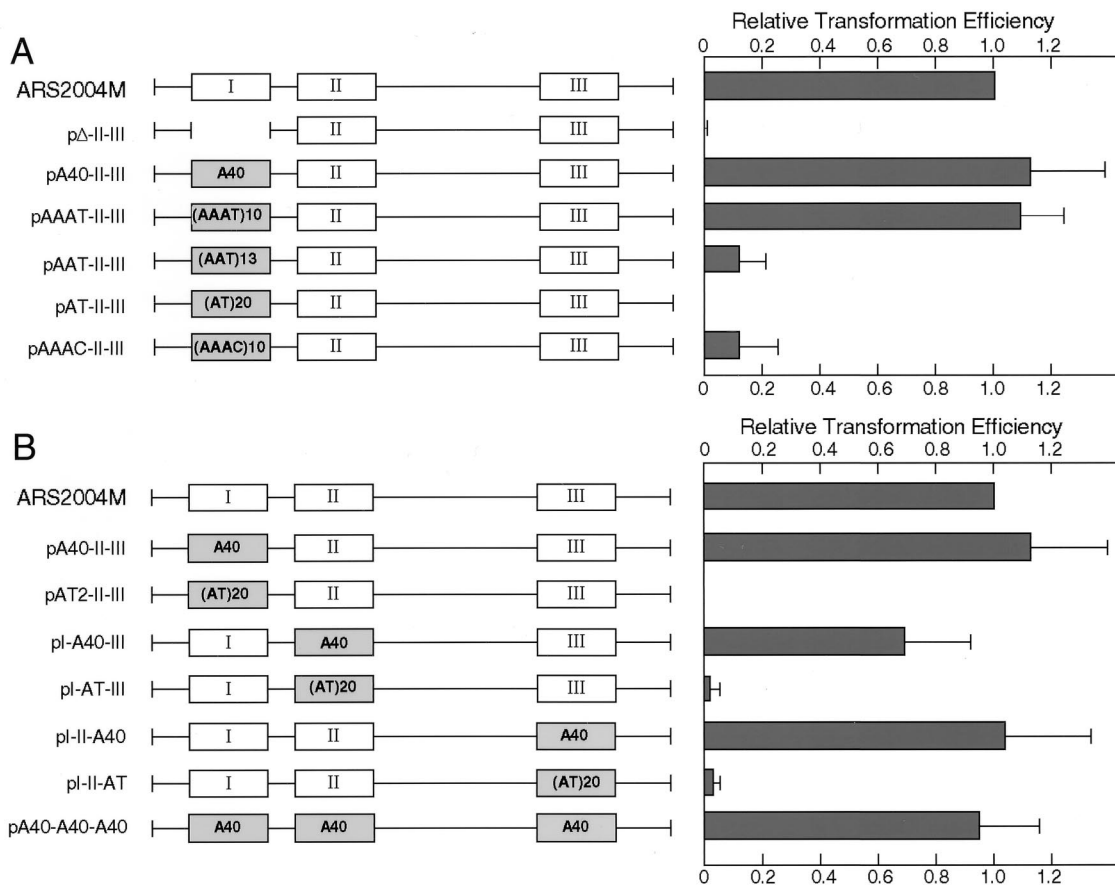 A
Relative Transformation Efficiency
0 0.2 0.4 0.6 0.8 1.0 1.2
ARS2004M I II III
pΔ-II-III II III
pA40-II-III A40 II III
pAAAT-II-III (AAAT)10 II III
pAAT-II-III (AAT)13 II III
pAT-II-III (AT)20 II III
pAAAC-II-III (AAAC)10 II III
0 0.2 0.4 0.6 0.8 1.0 1.2
B
Relative Transformation Efficiency
0 0.2 0.4 0.6 0.8 1.0 1.2
ARS2004M I II III
pA40-II-III A40 II III
pAT2-II-III (AT)20 II III
pI-A40-III I A40 III
pI-AT-III I (AT)20 III
pI-II-A40 I II A40
pI-II-AT I II (AT)20
pA40-A40-A40 A40 A40 A40
0 0.2 0.4 0.6 0.8 1.0 1.2